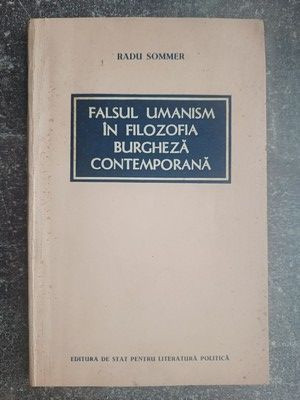 RADU SOMMER
FALSUL UMANISM
ÎN FILOZOFIA
BURGHEZĂ
CONTEMPORANĂ
EDITURA DE STAT PENTRU LITERATURĂ POLITICĂ